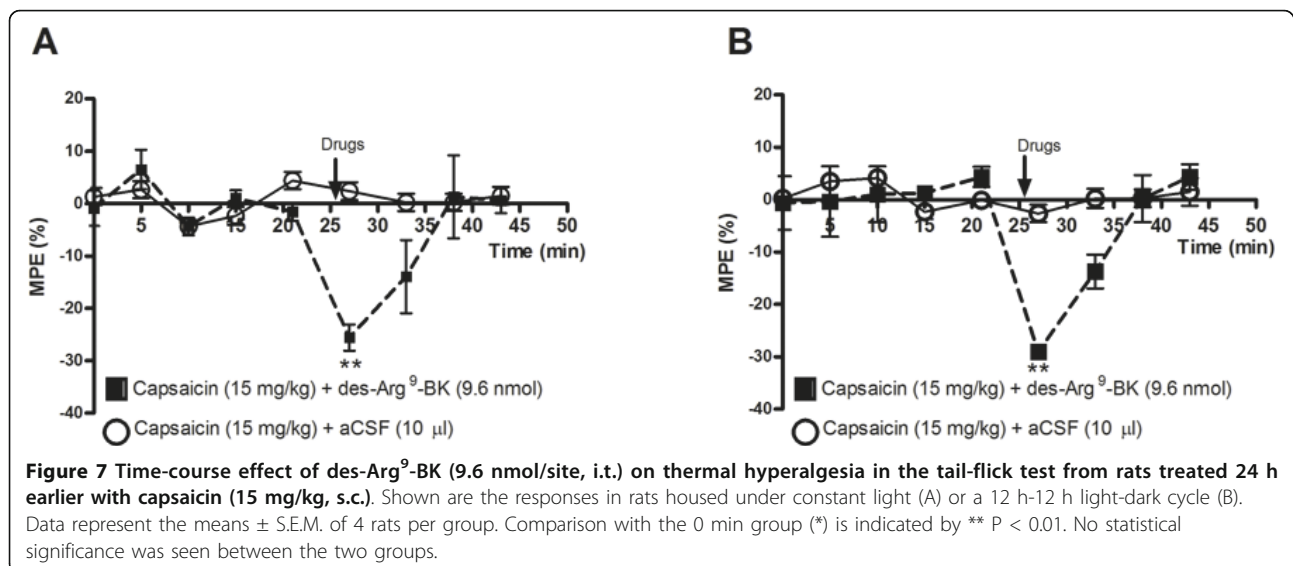 A
20
10
0
-10
-20
-30
-40
MPE (%)
Drugs
5 10 15 20 25 30 35 40 45 50
Time (min)
**
Capsaicin (15 mg/kg) + des-Arg⁹-BK (9.6 nmol)
Capsaicin (15 mg/kg) + aCSF (10 µl)
B
20
10
0
-10
-20
-30
-40
MPE (%)
Drugs
5 10 15 20 25 30 35 40 45 50
Time (min)
**
Capsaicin (15 mg/kg) + des-Arg⁹-BK (9.6 nmol)
Capsaicin (15 mg/kg) + aCSF (10 µl)
Figure 7 Time-course effect of des-Arg⁹-BK (9.6 nmol/site, i.t.) on thermal hyperalgesia in the tail-flick test from rats treated 24 h
earlier with capsaicin (15 mg/kg, s.c.). Shown are the responses in rats housed under constant light (A) or a 12 h-12 h light-dark cycle (B).
Data represent the means ± S.E.M. of 4 rats per group. Comparison with the 0 min group (*) is indicated by ** P < 0.01. No statistical
significance was seen between the two groups.